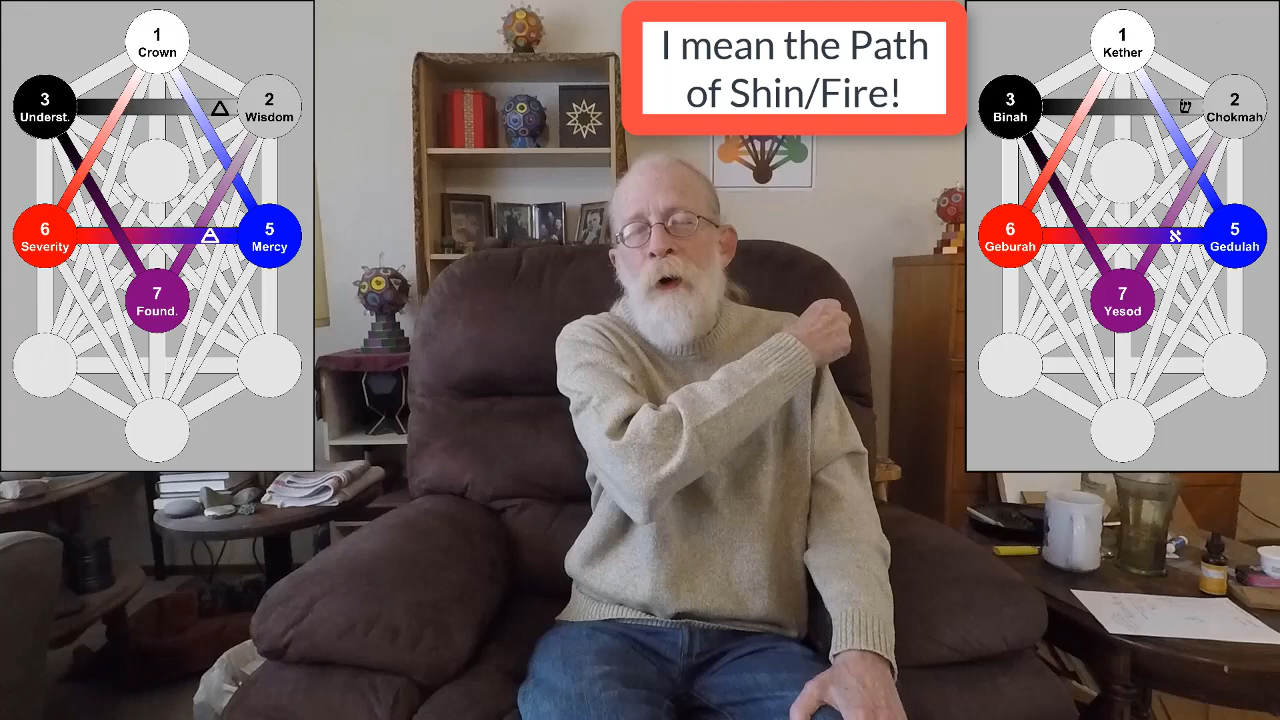 1
Crown
3
Underst.
2
Wisdom
6
Severity
5
Mercy
7
Found.
I mean the Path
of Shin/Fire!
1
Kether
3
Binah
ש
2
Chokmah
6
Geburah
א
5
Gedulah
7
Yesod